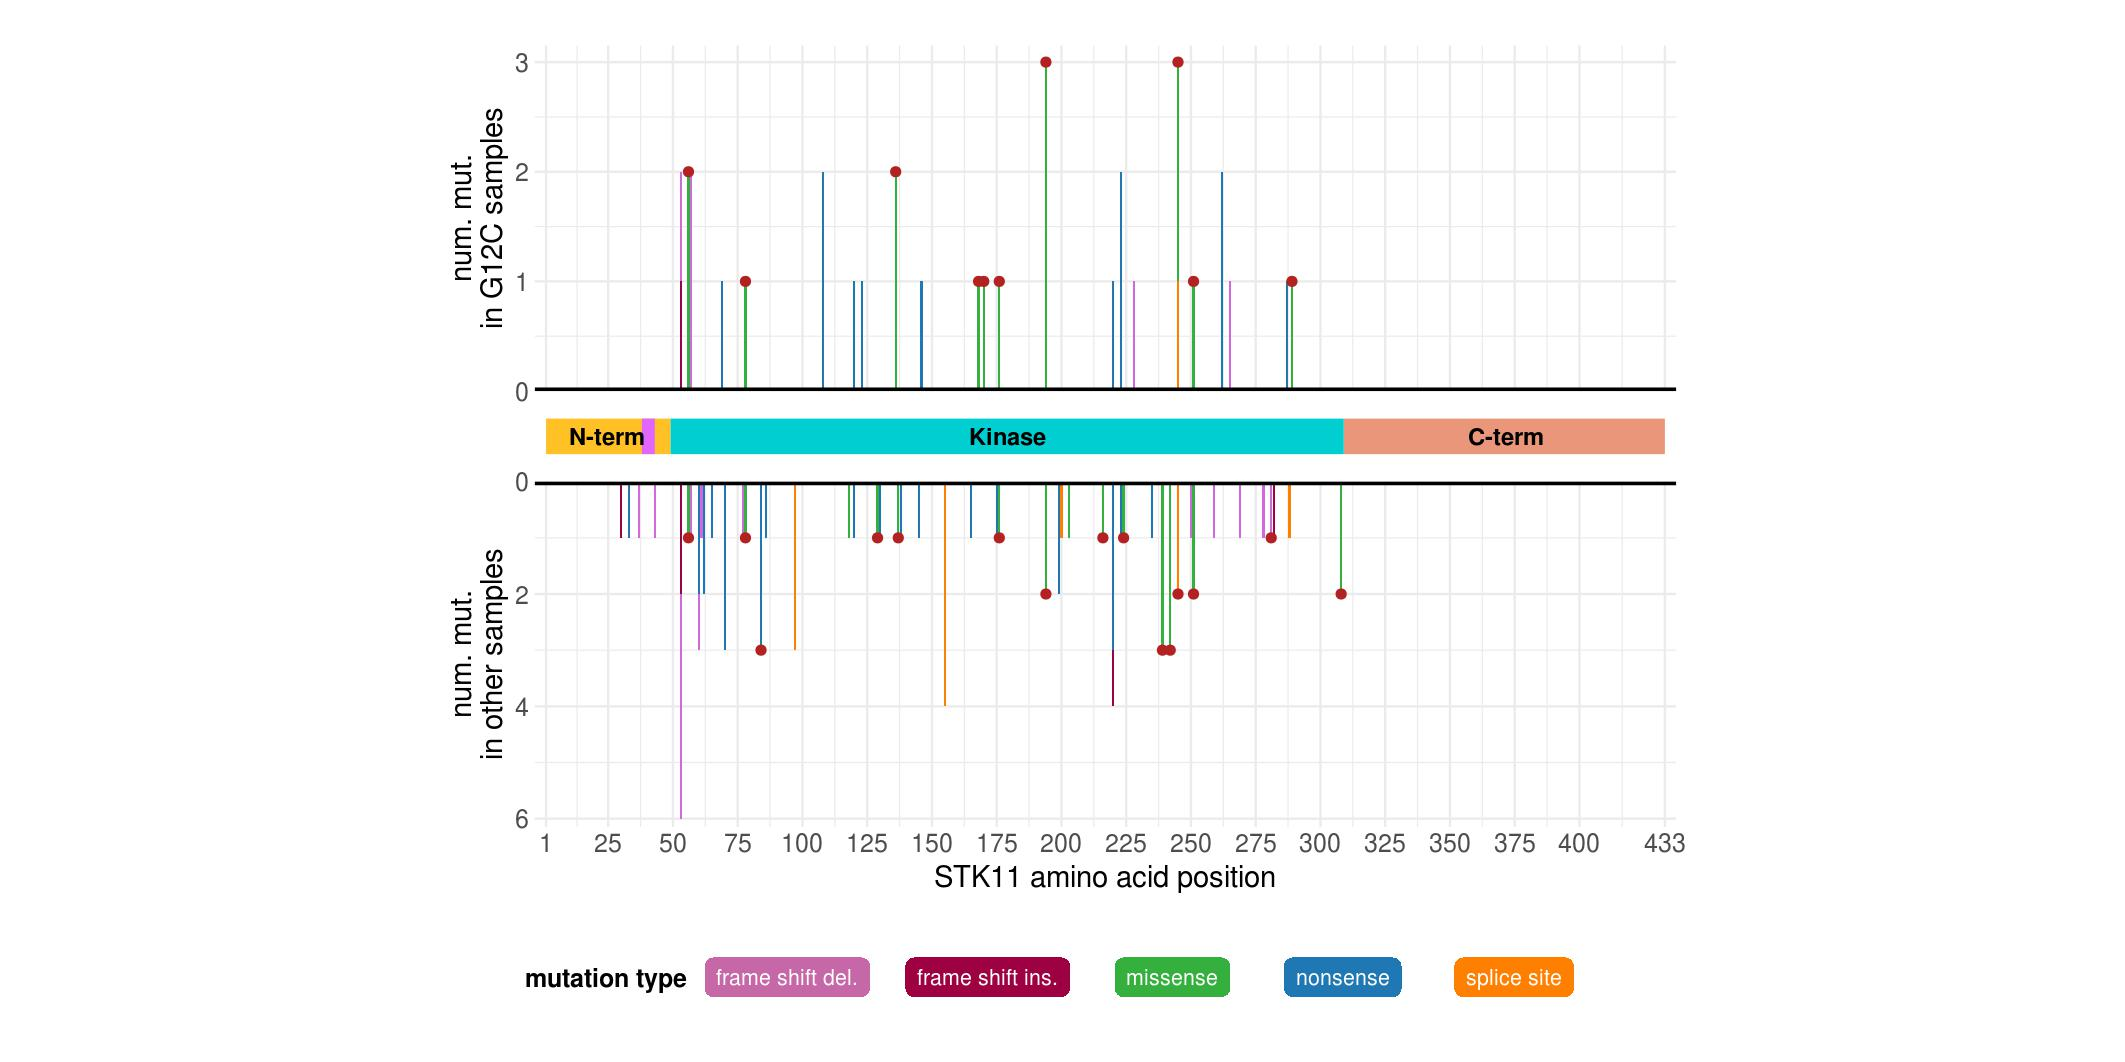 num. mut.
in G12C samples
3
2
1
0
N-term
Kinase
C-term
num. mut.
in other samples
0
2
4
6
1 25 50 75 100 125 150 175 200 225 250 275 300 325 350 375 400 433
STK11 amino acid position
mutation type frame shift del. frame shift ins. missense nonsense splice site